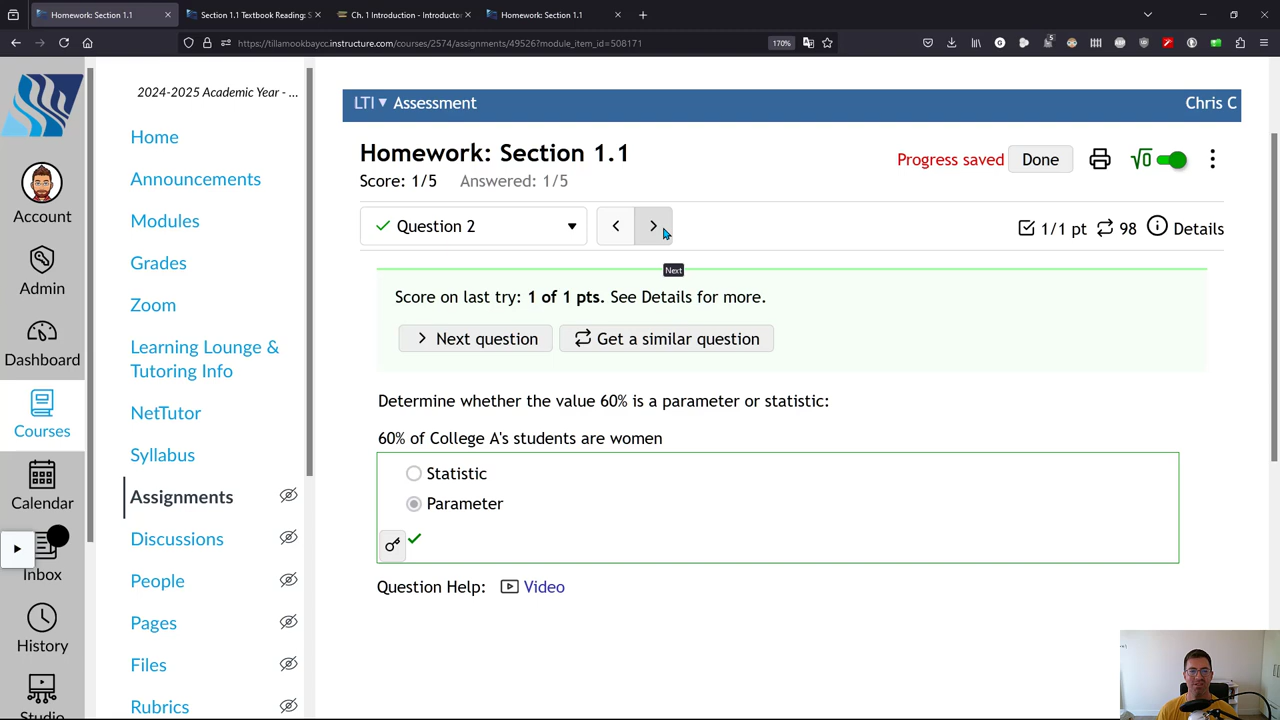 Homework: Section 1.1
Section 1.1 Textbook Reading: S
Ch. 1 Introduction - Introductor
Homework: Section 1.1
https://tillamookbaycc.instructure.com/courses/2574/assignments/49526?module_item_id=508171
170%
5
2024-2025 Academic Year - ...
Home
Announcements
Modules
Grades
Zoom
Learning Lounge &
Tutoring Info
NetTutor
Syllabus
Assignments
Discussions
People
Pages
Files
Rubrics
Account
Admin
Dashboard
Courses
Calendar
Inbox
History
Studio
LTI Assessment
Chris C
Homework: Section 1.1
Progress saved
Done
√0
Score: 1/5 Answered: 1/5
Question 2
1/1 pt 98 Details
Next
Score on last try: 1 of 1 pts. See Details for more.
Next question
Get a similar question
Determine whether the value 60% is a parameter or statistic:
60% of College A's students are women
Statistic
Parameter
Question Help: Video